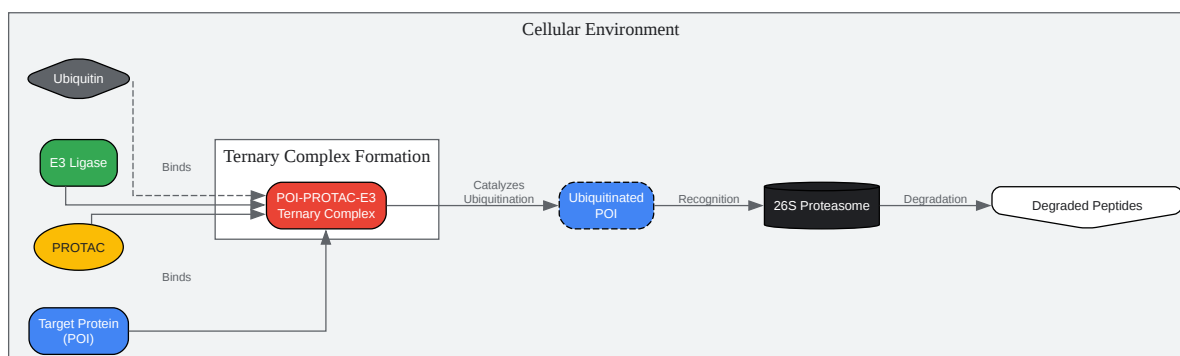 Cellular Environment
Ubiquitin
E3 Ligase
Binds
Ternary Complex Formation
POI-PROTAC-E3
Ternary Complex
Catalyzes
Ubiquitination
Ubiquitinated
POI
Recognition
26S Proteasome
Degradation
Degraded Peptides
PROTAC
Binds
Target Protein
(POI)